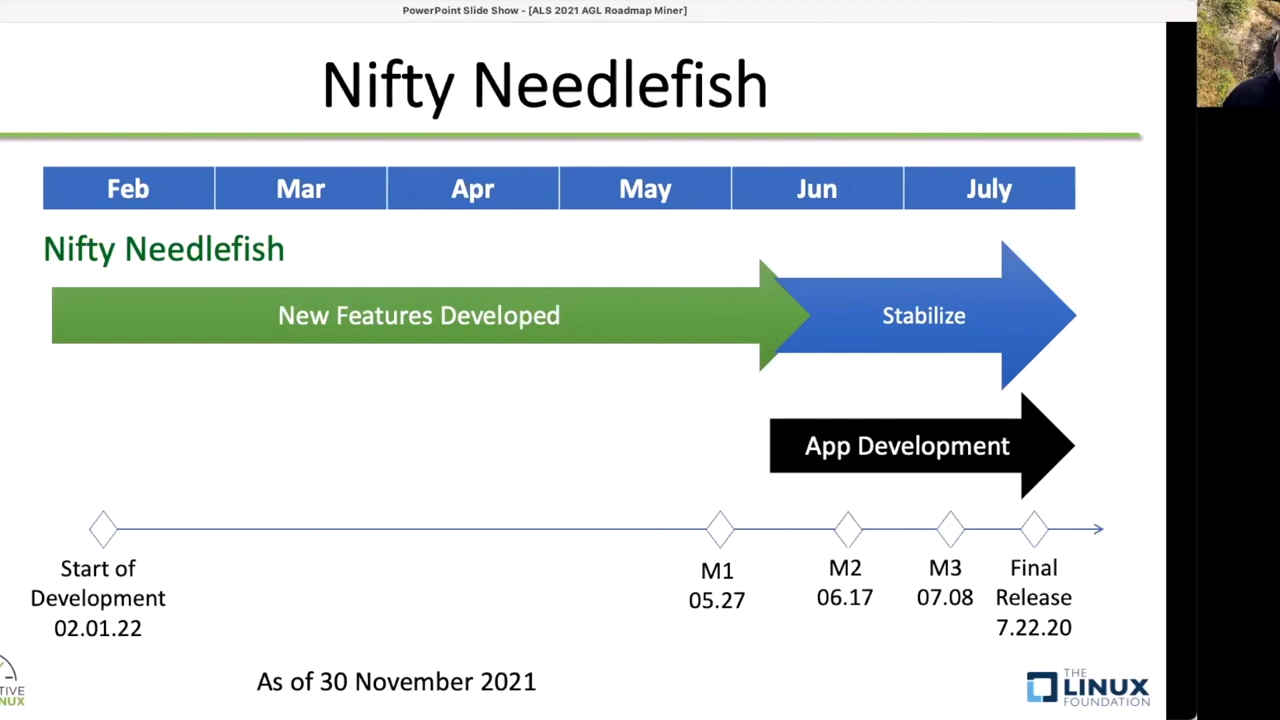 PowerPoint Slide Show - [ALS 2021 AGL Roadmap Miner]
Nifty Needlefish
Feb Mar Apr May Jun July
Nifty Needlefish
New Features Developed
Stabilize
App Development
Start of
Development
02.01.22
M1
05.27
M2
06.17
M3
07.08
Final
Release
7.22.20
As of 30 November 2021
THE
LINUX
FOUNDATION